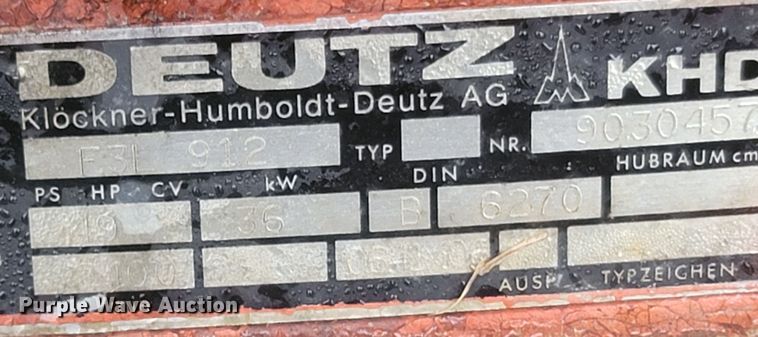 DEUTZ KHD
Klöckner-Humboldt-Deutz AG
F3L 912 TYP NR. 9030457
PS HP CV kW DIN HUBRAUM cm
49 36 B 6270
AUSP TYPZEICHEN
Purple Wave Auction